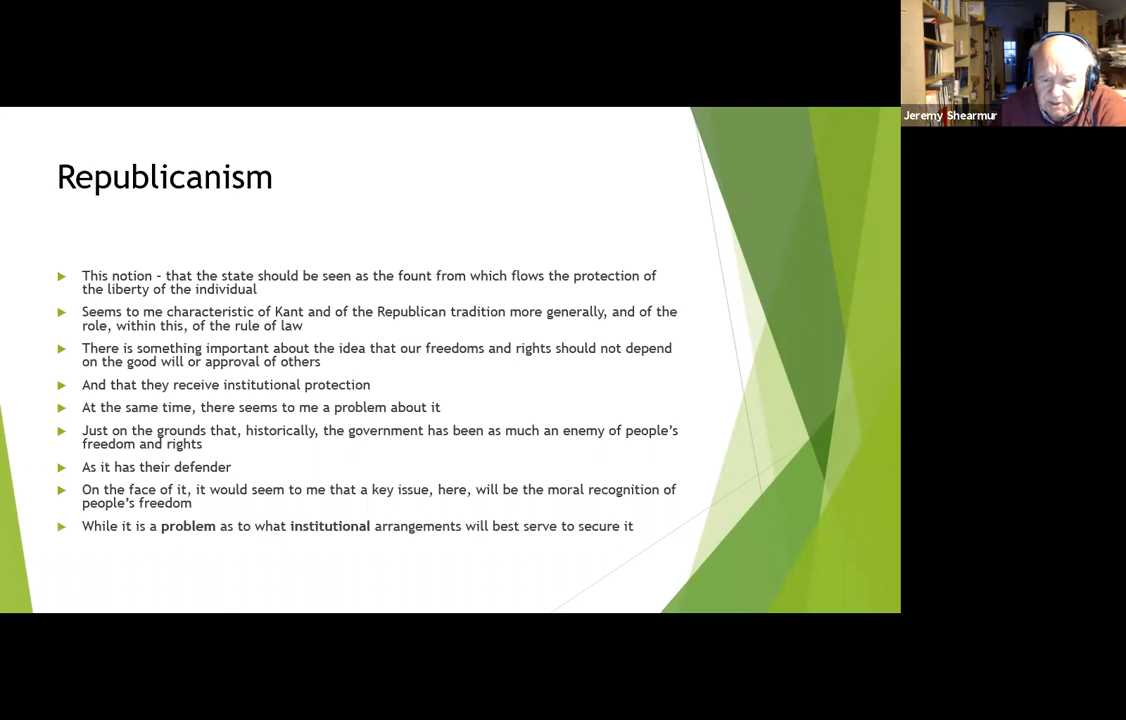 Jeremy Shearmur
Republicanism
This notion – that the state should be seen as the fount from which flows the protection of
the liberty of the individual
Seems to me characteristic of Kant and of the Republican tradition more generally, and of the
role, within this, of the rule of law
There is something important about the idea that our freedoms and rights should not depend
on the good will or approval of others
And that they receive institutional protection
At the same time, there seems to me a problem about it
Just on the grounds that, historically, the government has been as much an enemy of people's
freedom and rights
As it has their defender
On the face of it, it would seem to me that a key issue, here, will be the moral recognition of
people's freedom
While it is a problem as to what institutional arrangements will best serve to secure it